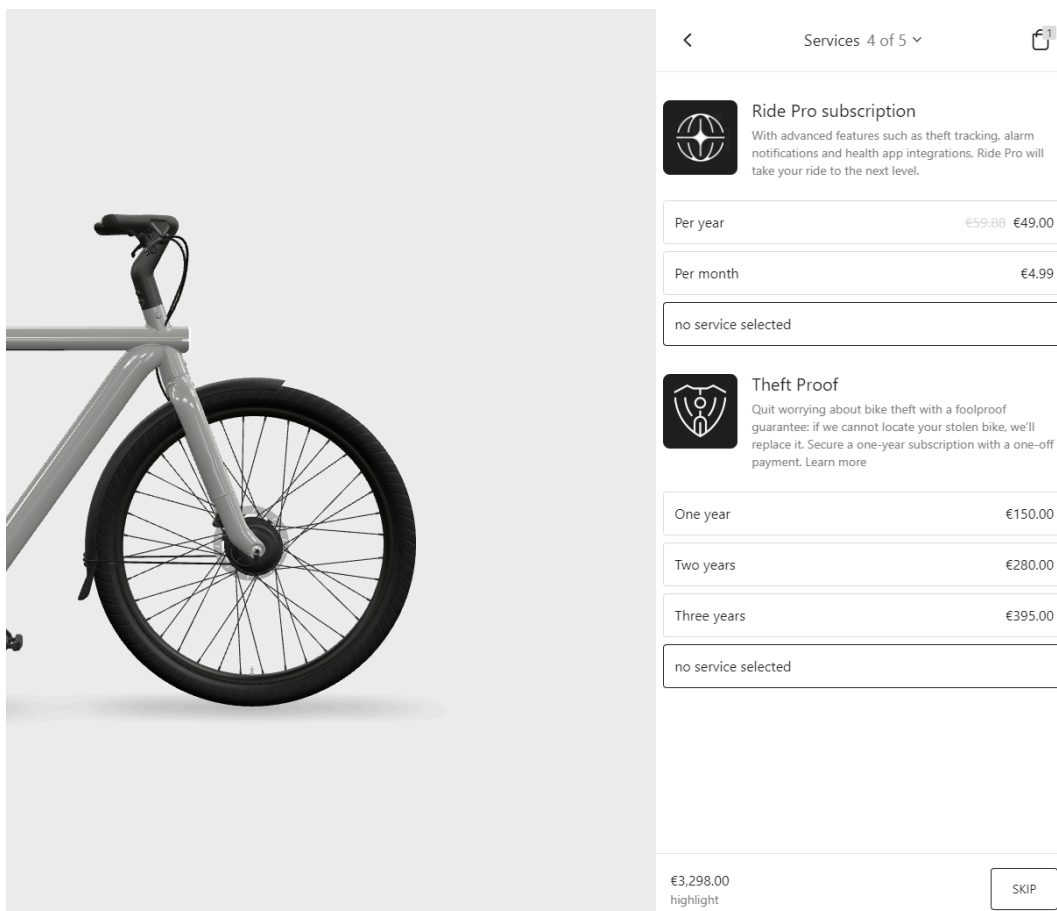 Services 4 of 5
1
Ride Pro subscription
With advanced features such as theft tracking, alarm
notifications and health app integrations, Ride Pro will
take your ride to the next level.
Per year €59.88 €49.00
Per month €4.99
no service selected
Theft Proof
Quit worrying about bike theft with a foolproof
guarantee: if we cannot locate your stolen bike, we'll
replace it. Secure a one-year subscription with a one-off
payment. Learn more
One year €150.00
Two years €280.00
Three years €395.00
no service selected
€3,298.00
highlight
SKIP